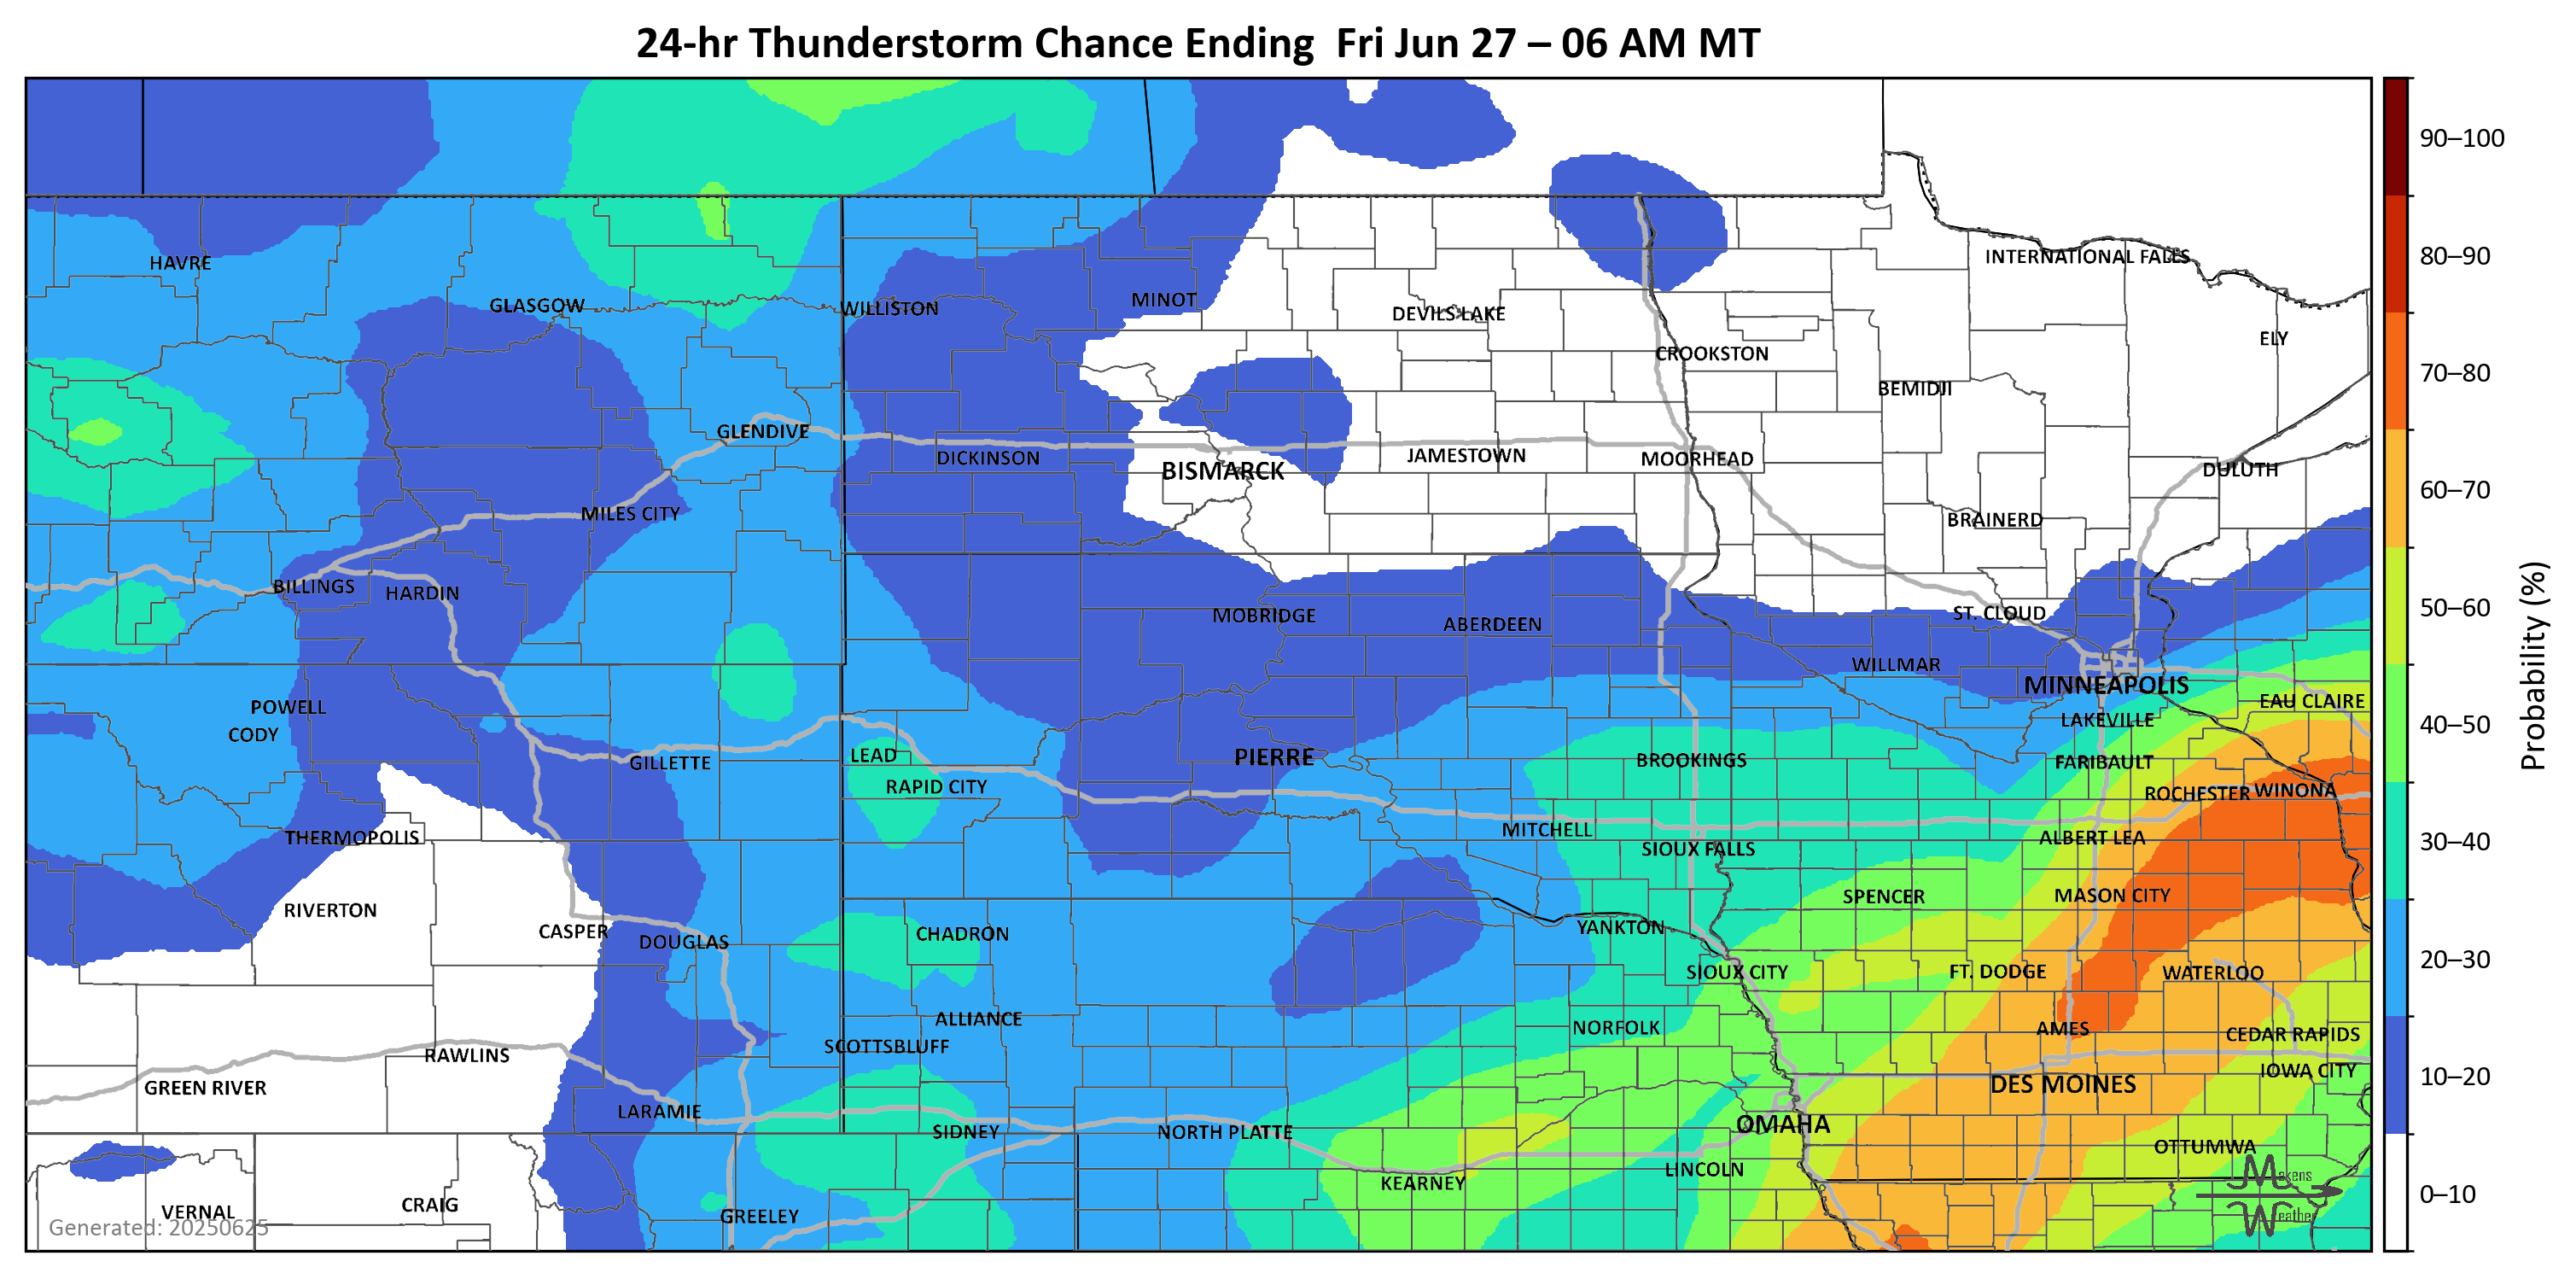 24-hr Thunderstorm Chance Ending  Fri Jun 27 – 06 AM MT
90–100
INTERNATIONAL FALLS
80–90
HAVRE
GLASGOW
WILLISTON
MINOT
DEVILS LAKE
ELY
CROOKSTON
70–80
BEMIDJI
GLENDIVE
DICKINSON
BISMARCK
JAMESTOWN
MOORHEAD
DULUTH
60–70
MILES CITY
BRAINERD
BILLINGS
HARDIN
MOBRIDGE
ABERDEEN
ST. CLOUD
50–60
WILLMAR
MINNEAPOLIS
Probability (%)
POWELL
EAU CLAIRE
CODY
LAKEVILLE
40–50
GILLETTE
LEAD
PIERRE
BROOKINGS
FARIBAULT
RAPID CITY
ROCHESTER
WINONA
THERMOPOLIS
MITCHELL
ALBERT LEA
30–40
SIOUX FALLS
RIVERTON
SPENCER
MASON CITY
CASPER
DOUGLAS
CHADRON
YANKTON
SIOUX CITY
FT. DODGE
WATERLOO
20–30
ALLIANCE
NORFOLK
AMES
CEDAR RAPIDS
RAWLINS
SCOTTSBLUFF
IOWA CITY
GREEN RIVER
DES MOINES
10–20
LARAMIE
SIDNEY
NORTH PLATTE
OMAHA
OTTUMWA
LINCOLN
Makens
KEARNEY
0–10
VERNAL
CRAIG
GREELEY
Weather
Generated: 20250625